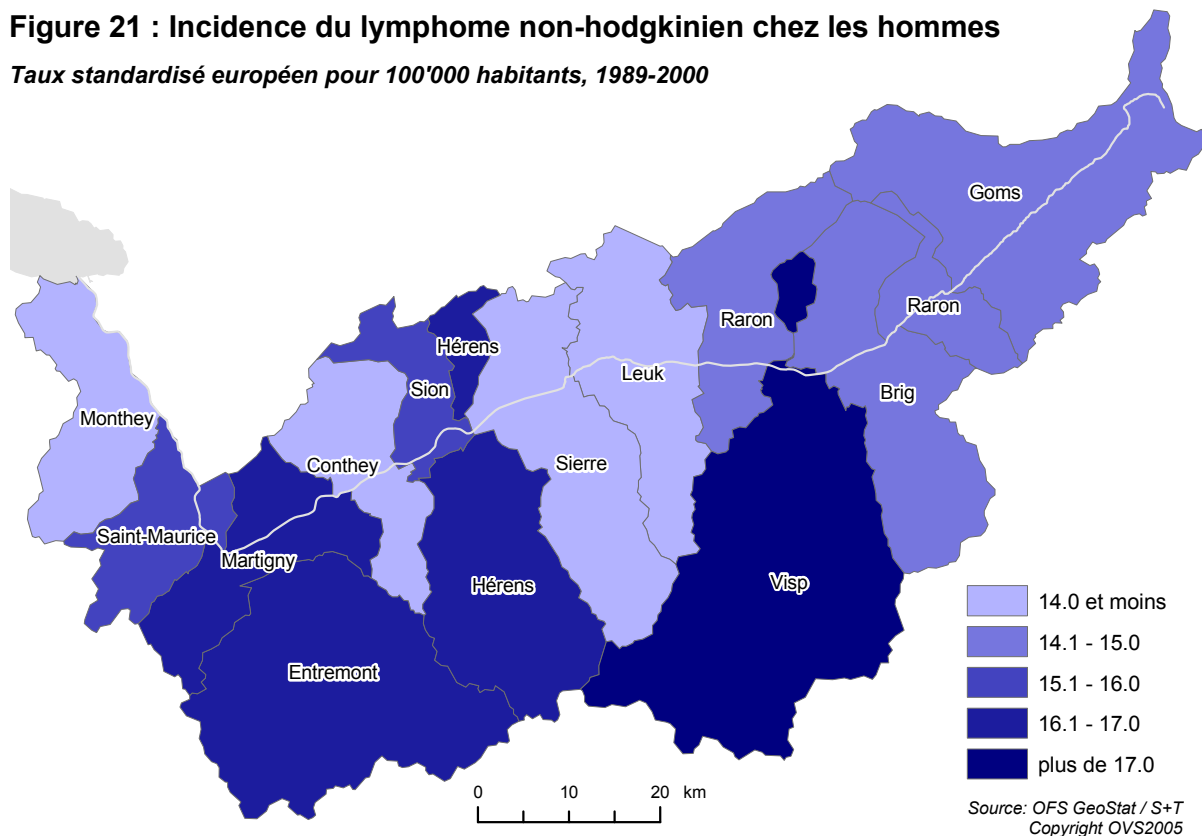 Figure 21 : Incidence du lymphome non-hodgkinien chez les hommes
Taux standardisé européen pour 100'000 habitants, 1989-2000
Goms
Raron
Raron
Hérens
Leuk
Sion
Brig
Monthey
Conthey
Sierre
Saint-Maurice
Martigny
Hérens
Visp
Entremont
14.0 et moins
14.1 - 15.0
15.1 - 16.0
16.1 - 17.0
plus de 17.0
0 10 20 km
Source: OFS GeoStat / S+T
Copyright OVS2005